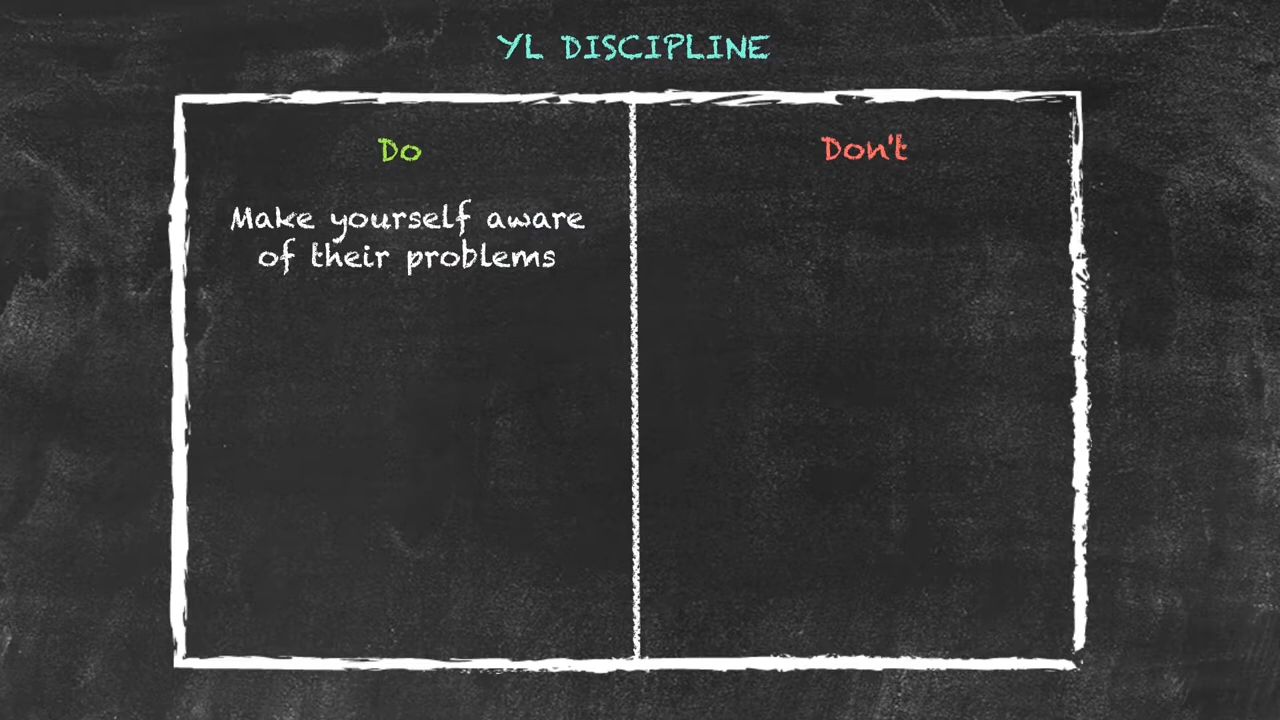 YL DISCIPLINE
Do
Don't
Make yourself aware
of their problems